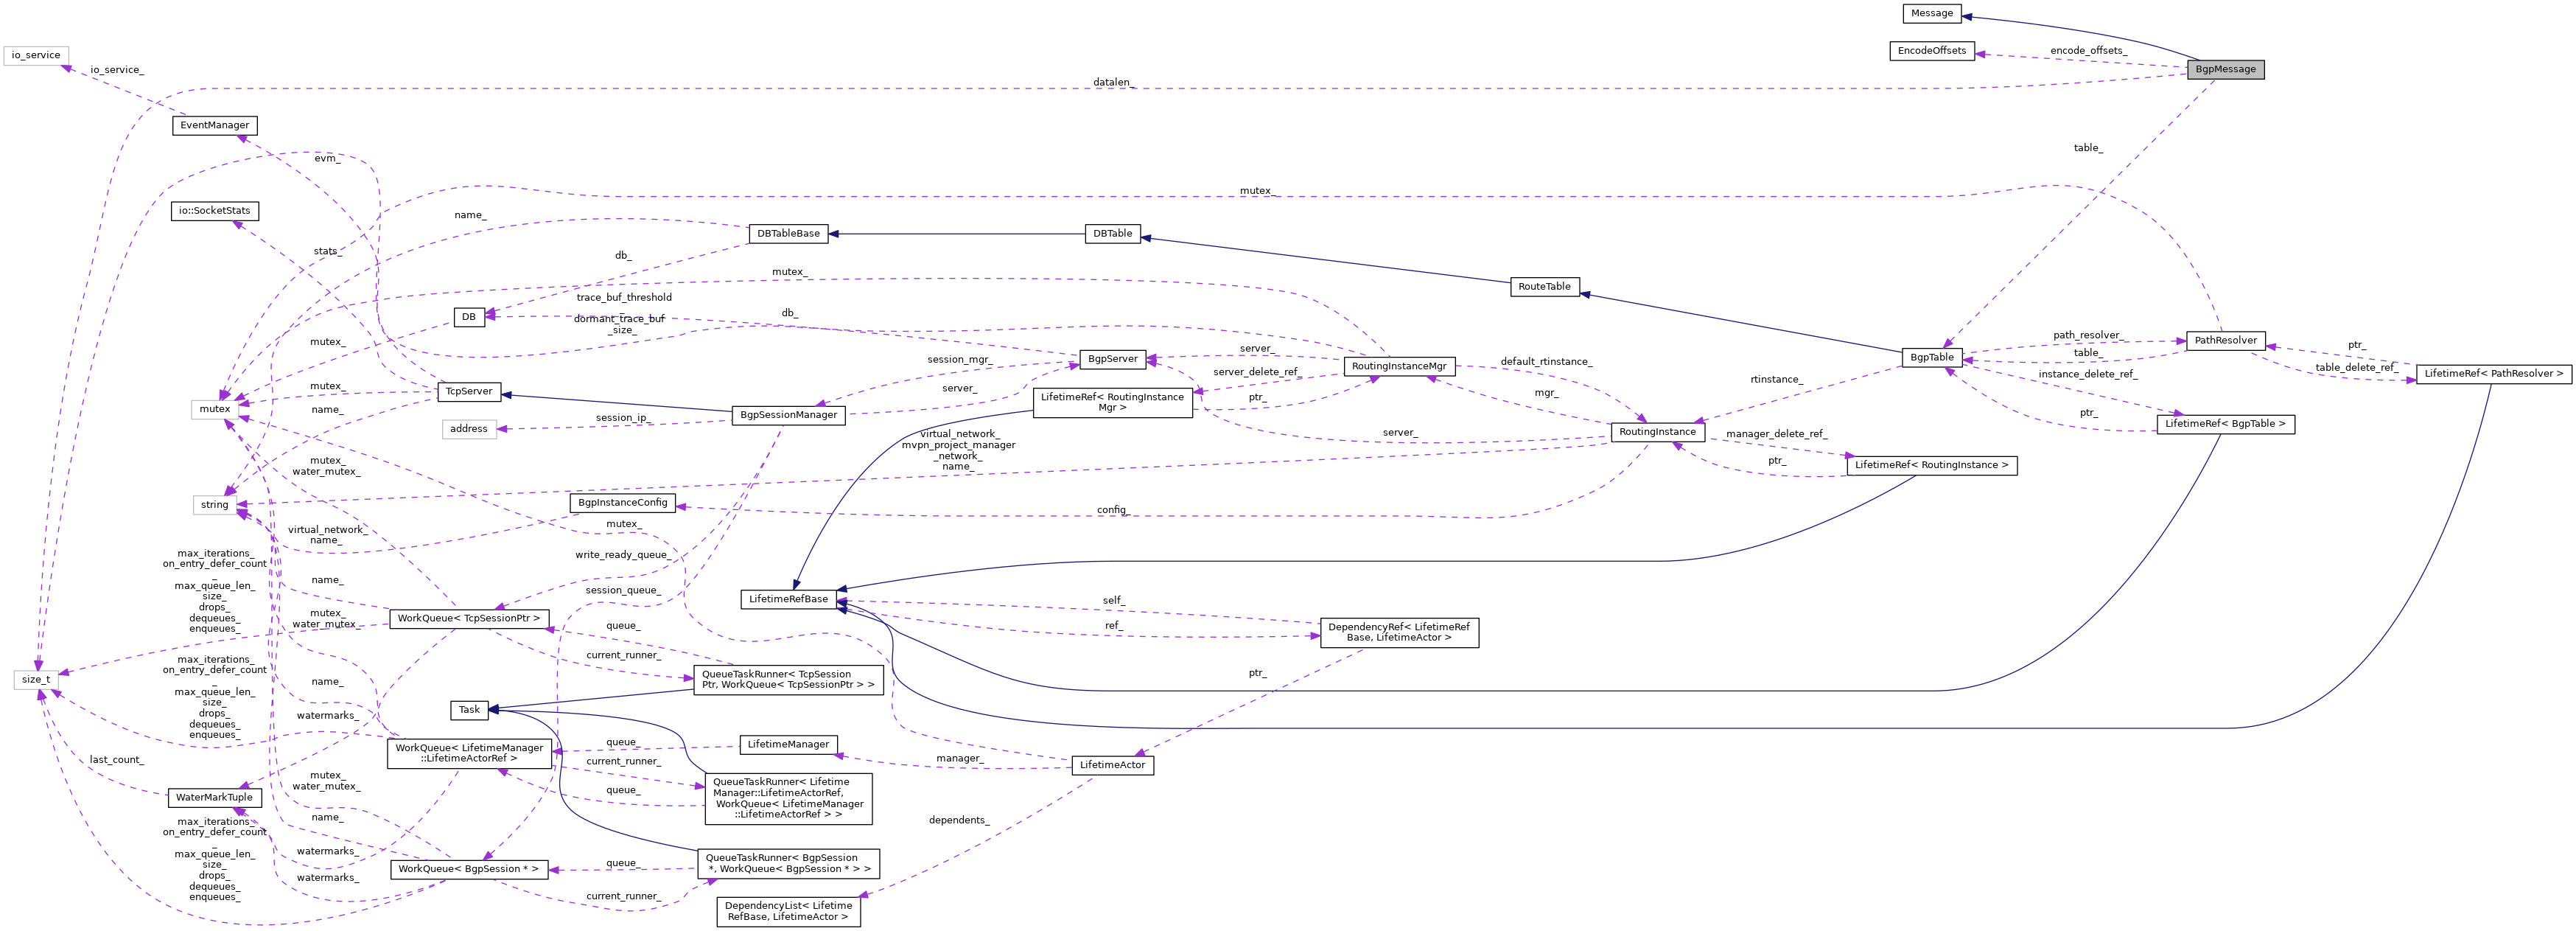 Message
io_service
EncodeOffsets
encode_offsets_
io_service_
BgpMessage
datalen_
EventManager
evm_
table_
mutex_
io::SocketStats
name_
stats_
DBTableBase
DBTable
db_
mutex_
RouteTable
trace_buf_threshold
_
dormant_trace_buf
_size_
DB
db_
mutex_
path_resolver_
PathResolver
ptr_
server_
session_mgr_
BgpServer
default_rtinstance_
BgpTable
table_
RoutingInstanceMgr
table_delete_ref_
LifetimeRef< PathResolver >
server_delete_ref_
instance_delete_ref_
rtinstance_
mutex_
server_
TcpServer
mgr_
LifetimeRef< RoutingInstance
Mgr >
ptr_
name_
mutex
BgpSessionManager
session_ip_
ptr_
LifetimeRef< BgpTable >
address
server_
RoutingInstance
manager_delete_ref_
virtual_network_
mvpn_project_manager
_network_
name_
mutex_
water_mutex_
ptr_
LifetimeRef< RoutingInstance >
string
BgpInstanceConfig
config_
virtual_network_
name_
mutex_
write_ready_queue_
max_iterations_
on_entry_defer_count
_
max_queue_len_
size_
drops_
dequeues_
enqueues_
name_
session_queue_
LifetimeRefBase
self_
mutex_
water_mutex_
WorkQueue< TcpSessionPtr >
queue_
ref_
DependencyRef< LifetimeRef
Base, LifetimeActor >
current_runner_
max_iterations_
on_entry_defer_count
_
max_queue_len_
size_
drops_
dequeues_
enqueues_
size_t
name_
QueueTaskRunner< TcpSession
Ptr, WorkQueue< TcpSessionPtr > >
ptr_
Task
watermarks_
WorkQueue< LifetimeManager
::LifetimeActorRef >
queue_
LifetimeManager
last_count_
current_runner_
manager_
LifetimeActor
mutex_
water_mutex_
queue_
QueueTaskRunner< Lifetime
Manager::LifetimeActorRef,
WorkQueue< LifetimeManager
::LifetimeActorRef > >
WaterMarkTuple
name_
dependents_
max_iterations_
on_entry_defer_count
_
max_queue_len_
size_
drops_
dequeues_
enqueues_
watermarks_
WorkQueue< BgpSession * >
queue_
QueueTaskRunner< BgpSession
*, WorkQueue< BgpSession * > >
watermarks_
current_runner_
DependencyList< Lifetime
RefBase, LifetimeActor >